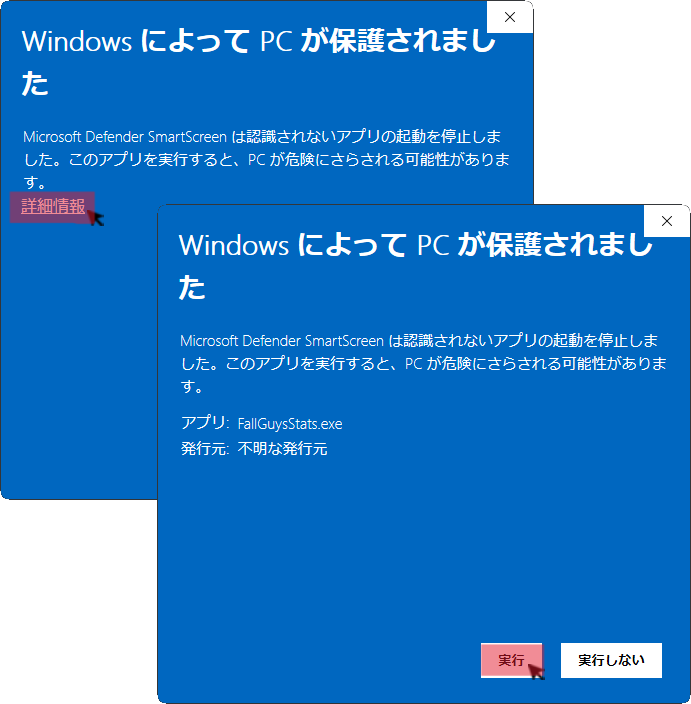 Windows によって PC が保護されまし
た
Microsoft Defender SmartScreen は認識されないアプリの起動を停止しま
した。このアプリを実行すると、PC が危険にさらされる可能性がありま
す。
詳細情報
Windows によって PC が保護されまし
た
Microsoft Defender SmartScreen は認識されないアプリの起動を停止しま
した。このアプリを実行すると、PC が危険にさらされる可能性がありま
す。
アプリ: FallGuysStats.exe
発行元: 不明な発行元
実行 実行しない